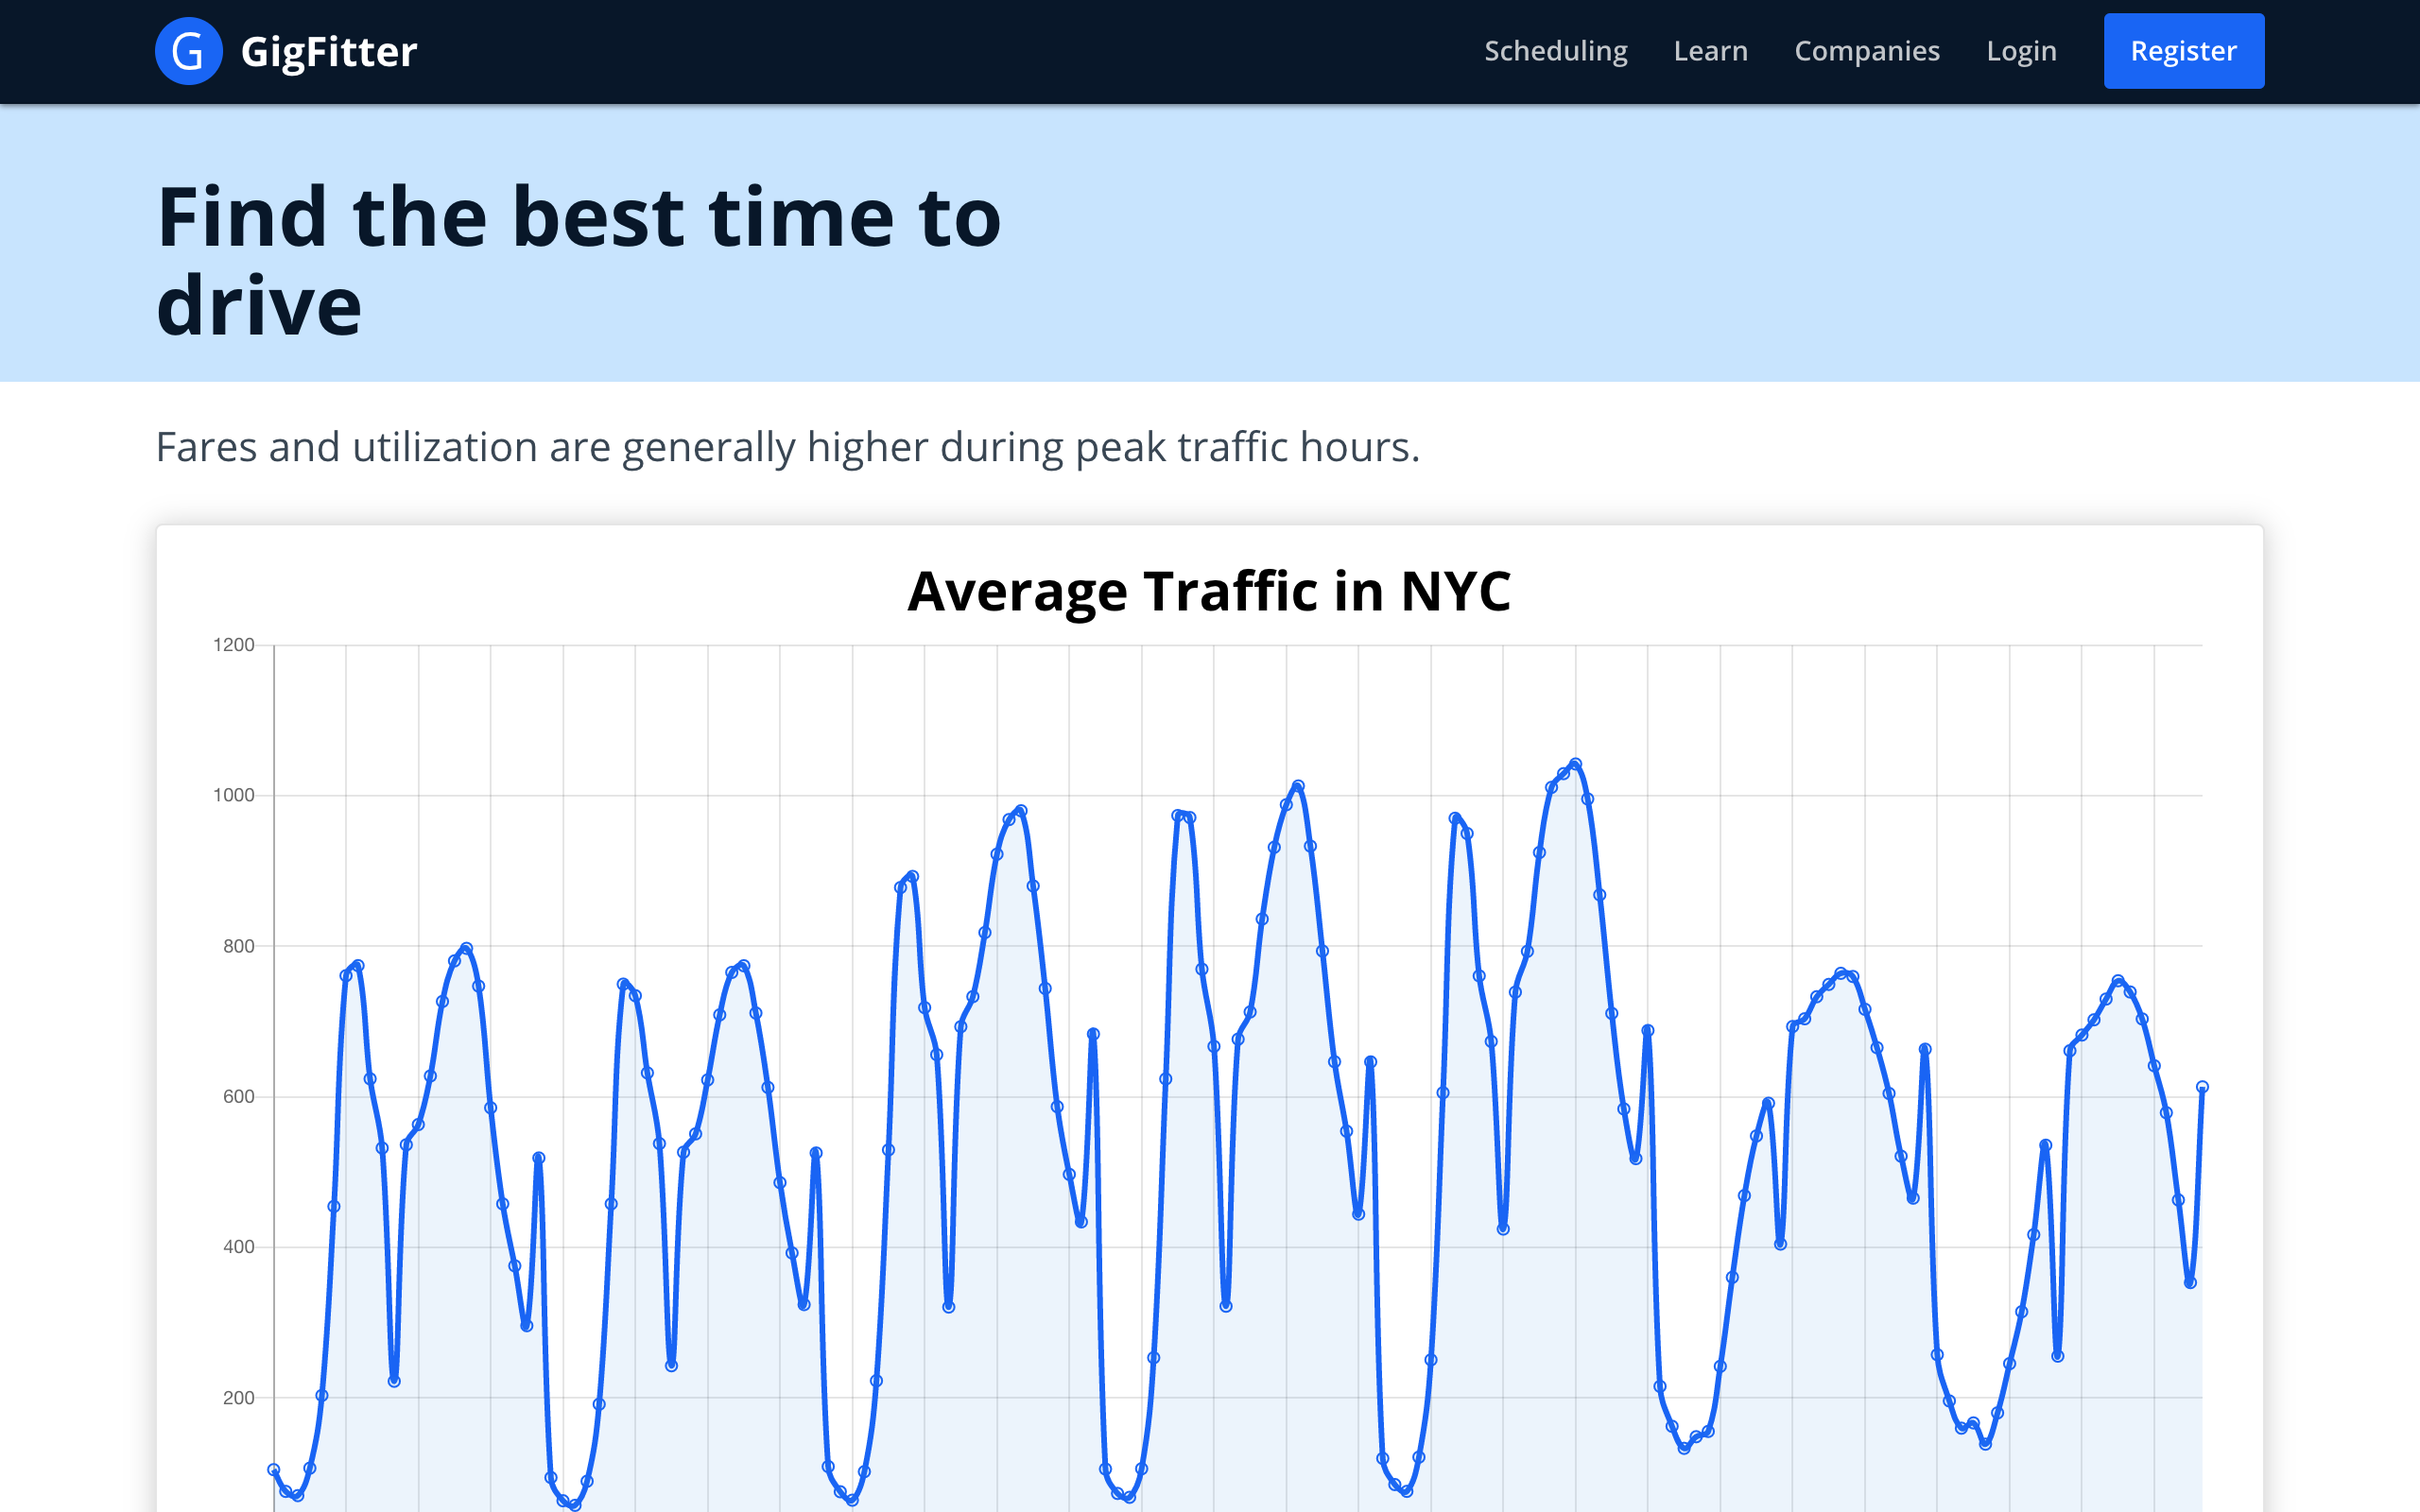 G GigFitter
Scheduling Learn Companies Login Register
Find the best time to
drive
Fares and utilization are generally higher during peak traffic hours.
Average Traffic in NYC
1200
1000
800
600
400
200